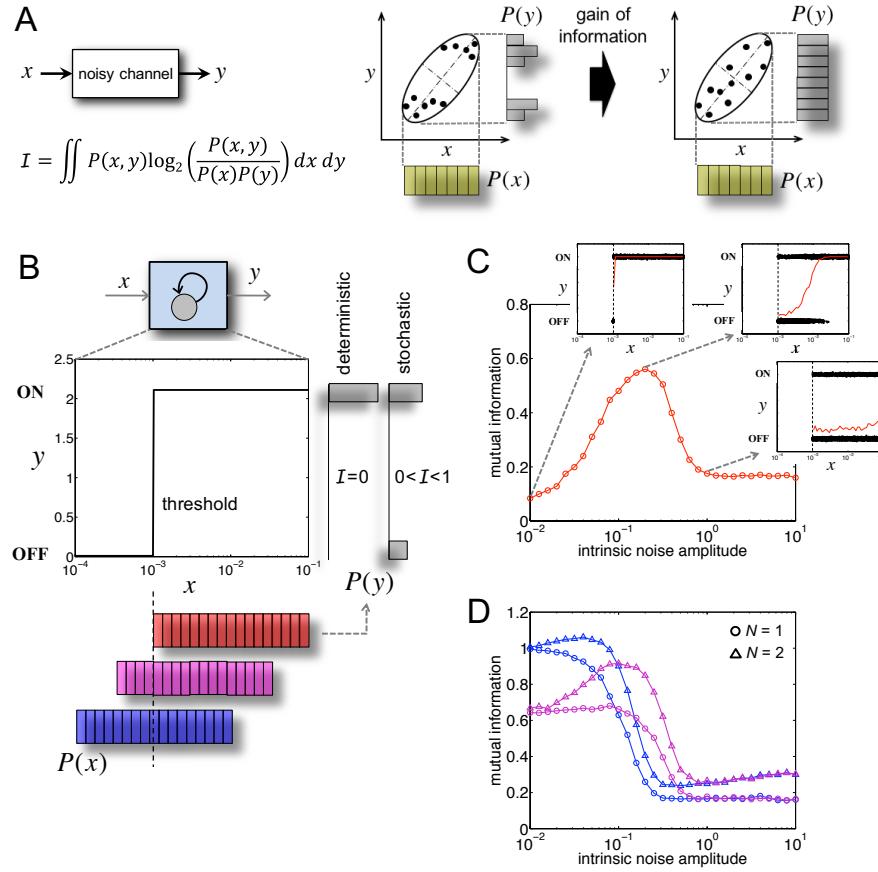 A
x
noisy channel
y
I = ∬ P(x,y)log₂(P(x,y)/P(x)P(y)) dx dy
P(y)
y
x
P(x)
gain of
information
P(y)
y
x
P(x)
B
x
y
deterministic
stochastic
2.5
ON
2
1.5
y
1
threshold
0.5
OFF
0
10⁻⁴
10⁻³
10⁻²
10⁻¹
x
I=0
0<I<1
P(y)
P(x)
C
mutual information
0.8
0.6
0.4
0.2
0
10⁻²
10⁻¹
10⁰
10¹
intrinsic noise amplitude
ON
y
OFF
x
ON
y
OFF
x
ON
y
OFF
x
D
mutual information
1.2
1
0.8
0.6
0.4
0.2
0
N = 1
N = 2
10⁻²
10⁻¹
10⁰
10¹
intrinsic noise amplitude